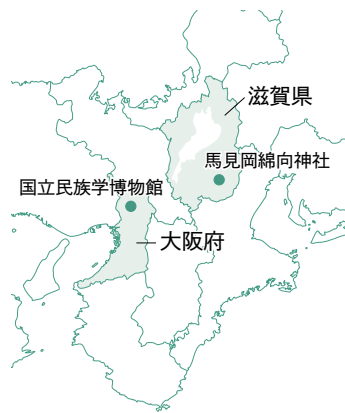 滋賀県
馬見岡綿向神社
国立民族学博物館
大阪府